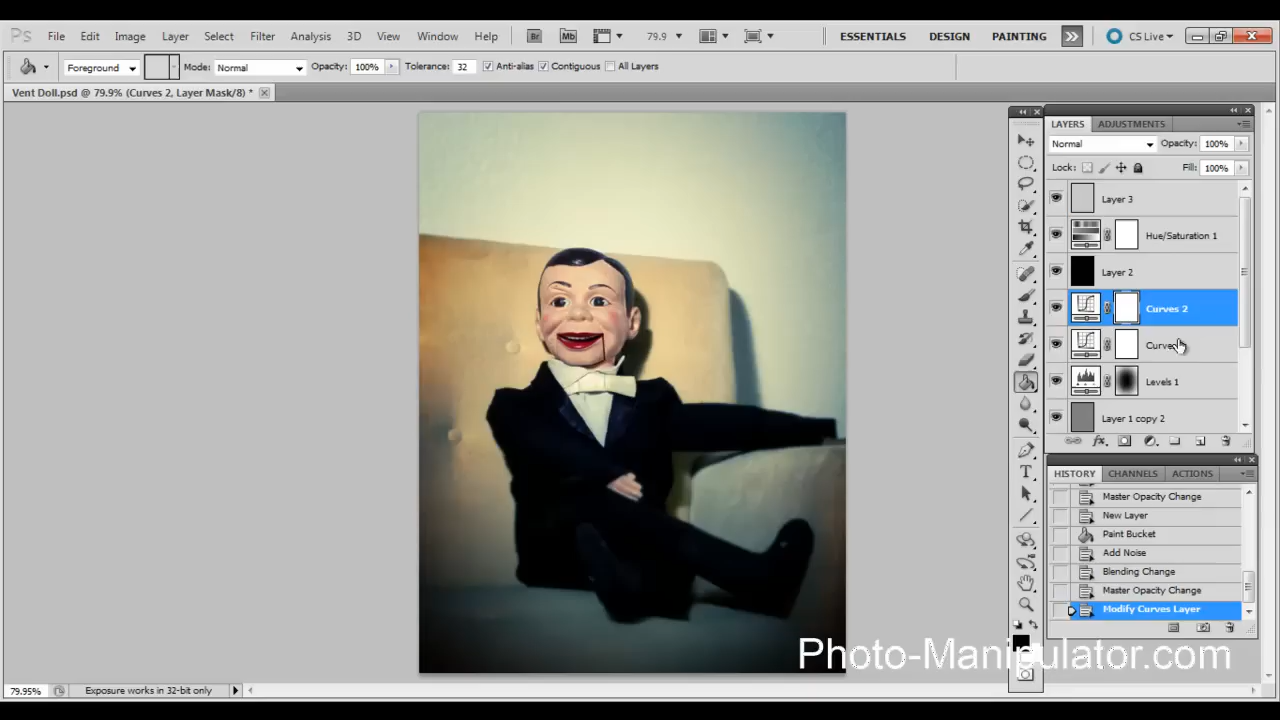 Ps File Edit Image Layer Select Filter Analysis 3D View Window Help Br Mb 79.9 ESSENTIALS DESIGN PAINTING CS Live
Foreground Mode: Normal Opacity: 100% Tolerance: 32 Anti-alias Contiguous All Layers
Vent Doll.psd @ 79.9% (Curves 2, Layer Mask/8) *
LAYERS ADJUSTMENTS
Normal Opacity: 100%
Lock: Fill: 100%
Layer 3
Hue/Saturation 1
Layer 2
Curves 2
Curve
Levels 1
Layer 1 copy 2
HISTORY CHANNELS ACTIONS
Master Opacity Change
New Layer
Paint Bucket
Add Noise
Blending Change
Master Opacity Change
Modify Curves Layer
Photo-Manipulator.com
79.95% Exposure works in 32-bit only